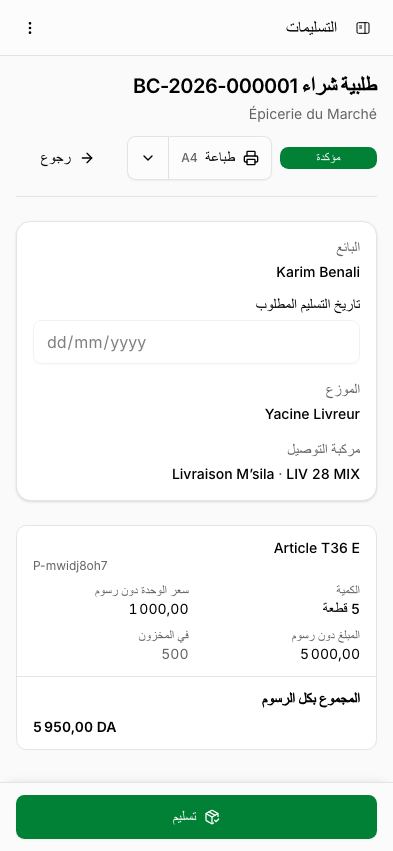 التسليمات
طلبية شراء BC-2026-000001
Épicerie du Marché
مؤكدة
طباعة A4
رجوع
البائع
Karim Benali
تاريخ التسليم المطلوب
dd/mm/yyyy
الموزع
Yacine Livreur
مركبة التوصيل
Livraison M’sila · LIV 28 MIX
Article T36 E
P-mwidj8oh7
الكمية سعر الوحدة دون رسوم
5 قطعة 1 000,00
المبلغ دون رسوم في المخزون
5 000,00 500
المجموع بكل الرسوم
5 950,00 DA
تسليم